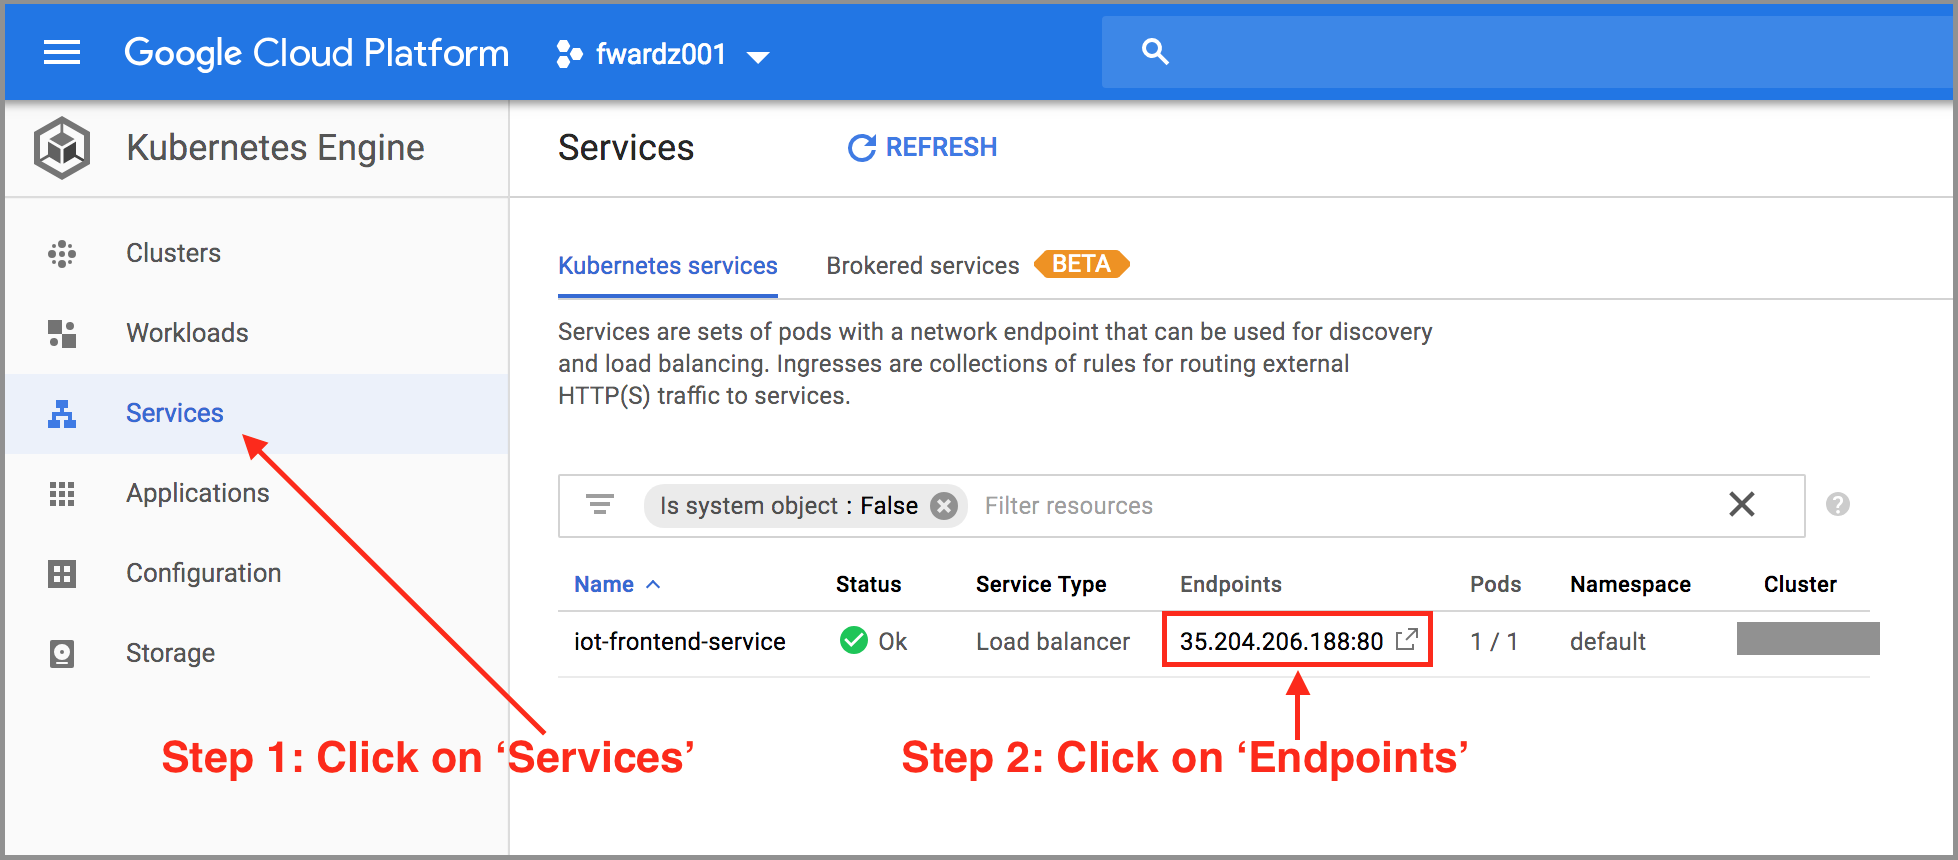 Google Cloud Platform fwardz001
Kubernetes Engine
Services
REFRESH
Clusters
Workloads
Services
Applications
Configuration
Storage
Kubernetes services Brokered services BETA
Services are sets of pods with a network endpoint that can be used for discovery
and load balancing. Ingresses are collections of rules for routing external
HTTP(S) traffic to services.
Is system object : False Filter resources
Name Status Service Type Endpoints Pods Namespace Cluster
iot-frontend-service Ok Load balancer 35.204.206.188:80 1 / 1 default
Step 1: Click on ‘Services’
Step 2: Click on ‘Endpoints’